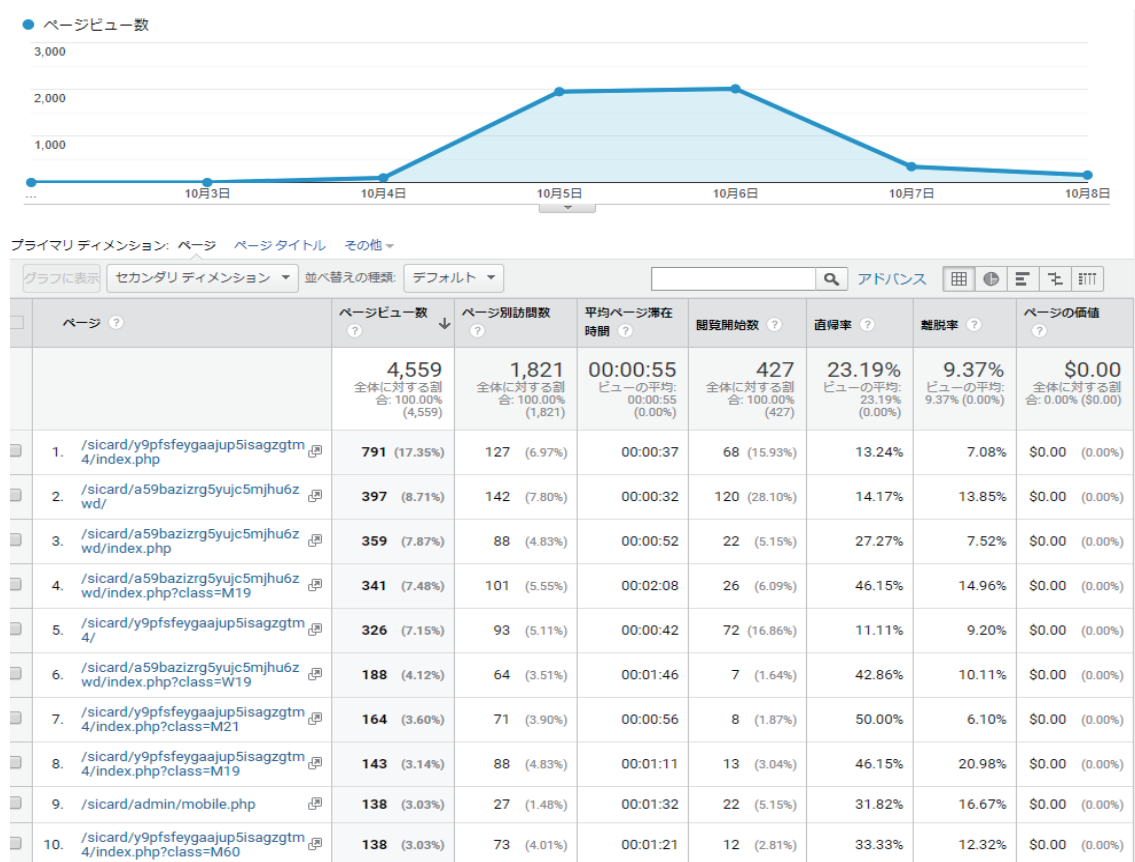 ページビュー数
3,000
2,000
1,000
...
10月3日
10月4日
10月5日
10月6日
10月7日
10月8日
プライマリ ディメンション: ページ ページ タイトル その他
グラフに表示 セカンダリ ディメンション 並べ替えの種類: デフォルト アドバンス
ページ ? ページビュー数 ? ページ別訪問数 ? 平均ページ滞在時間 ? 閲覧開始数 ? 直帰率 ? 離脱率 ? ページの価値 ?
4,559 1,821 00:00:55 427 23.19% 9.37% $0.00
全体に対する割合: 100.00% (4,559) 全体に対する割合: 100.00% (1,821) ビューの平均: 00:00:55 (0.00%) 全体に対する割合: 100.00% (427) ビューの平均: 23.19% (0.00%) ビューの平均: 9.37% (0.00%) 全体に対する割合: 0.00% ($0.00)
1. /sicard/y9pfsfeygaajup5isagzgtm 791 (17.35%) 127 (6.97%) 00:00:37 68 (15.93%) 13.24% 7.08% $0.00 (0.00%)
4/index.php
2. /sicard/a59bazizrg5yujc5mjhu6z 397 (8.71%) 142 (7.80%) 00:00:32 120 (28.10%) 14.17% 13.85% $0.00 (0.00%)
wd/
3. /sicard/a59bazizrg5yujc5mjhu6z 359 (7.87%) 88 (4.83%) 00:00:52 22 (5.15%) 27.27% 7.52% $0.00 (0.00%)
wd/index.php
4. /sicard/a59bazizrg5yujc5mjhu6z 341 (7.48%) 101 (5.55%) 00:02:08 26 (6.09%) 46.15% 14.96% $0.00 (0.00%)
wd/index.php?class=M19
5. /sicard/y9pfsfeygaajup5isagzgtm 326 (7.15%) 93 (5.11%) 00:00:42 72 (16.86%) 11.11% 9.20% $0.00 (0.00%)
4/
6. /sicard/a59bazizrg5yujc5mjhu6z 188 (4.12%) 64 (3.51%) 00:01:46 7 (1.64%) 42.86% 10.11% $0.00 (0.00%)
wd/index.php?class=W19
7. /sicard/y9pfsfeygaajup5isagzgtm 164 (3.60%) 71 (3.90%) 00:00:56 8 (1.87%) 50.00% 6.10% $0.00 (0.00%)
4/index.php?class=M21
8. /sicard/y9pfsfeygaajup5isagzgtm 143 (3.14%) 88 (4.83%) 00:01:11 13 (3.04%) 46.15% 20.98% $0.00 (0.00%)
4/index.php?class=M19
9. /sicard/admin/mobile.php 138 (3.03%) 27 (1.48%) 00:01:32 22 (5.15%) 31.82% 16.67% $0.00 (0.00%)
10. /sicard/y9pfsfeygaajup5isagzgtm 138 (3.03%) 73 (4.01%) 00:01:21 12 (2.81%) 33.33% 12.32% $0.00 (0.00%)
4/index.php?class=M60